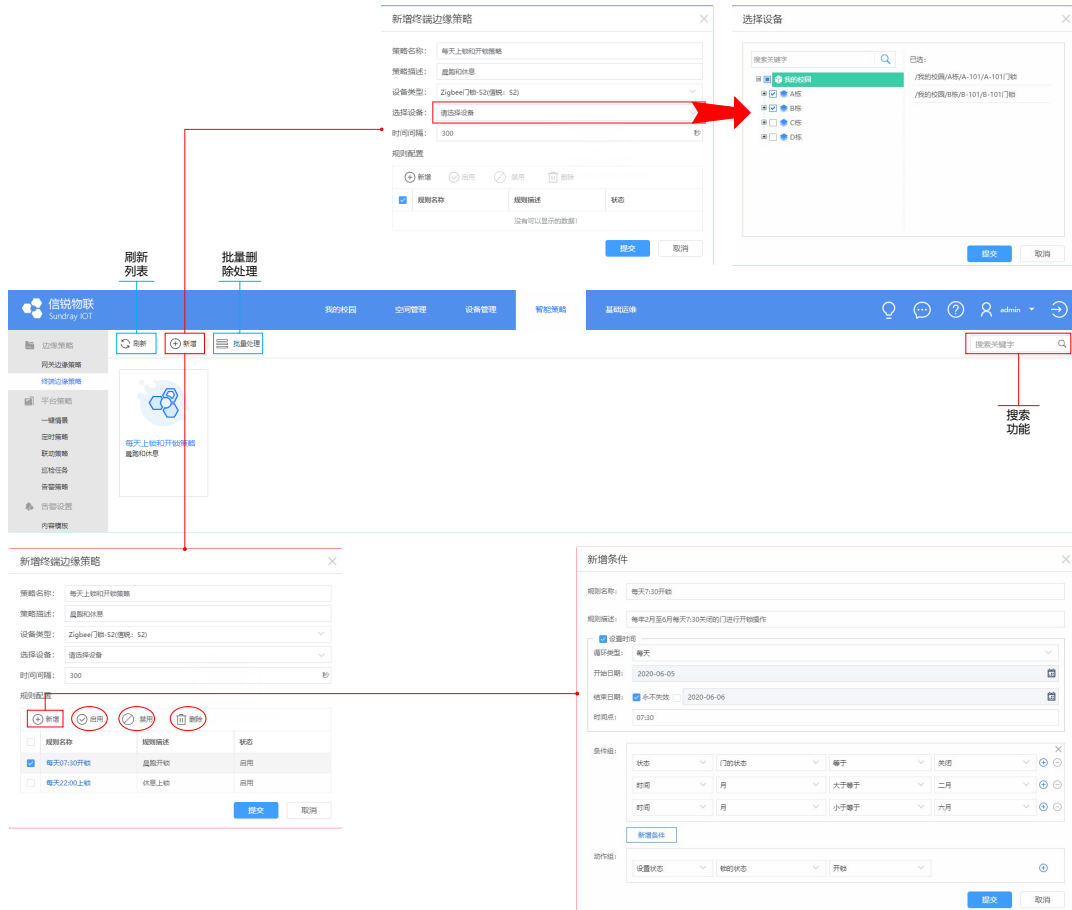 新增终端边缘策略
策略名称： 每天上锁和开锁策略
策略描述： 晨跑和休息
设备类型： Zigbee门锁-S2(信锐：S2)
选择设备： 请选择设备
时间间隔： 300 秒
规则配置
新增 启用 禁用 删除
规则名称 规则描述 状态
没有可以显示的数据!
提交 取消
选择设备
搜索关键字
已选：
我的校园
/我的校园/A栋/A-101/A-101门锁
A栋
/我的校园/B栋/B-101/B-101门锁
B栋
C栋
D栋
提交 取消
刷新
列表
批量删
除处理
信锐物联
Sundray IOT
我的校园 空间管理 设备管理 智能策略 基础运维
admin
刷新 新增 批量处理
搜索关键字
搜索
功能
边缘策略
网关边缘策略
终端边缘策略
平台策略
一键情景
定时策略
联动策略
巡检任务
告警策略
告警设置
内容模板
每天上锁和开锁策略
晨跑和休息
新增终端边缘策略
策略名称： 每天上锁和开锁策略
策略描述： 晨跑和休息
设备类型： Zigbee门锁-S2(信锐：S2)
选择设备： 请选择设备
时间间隔： 300 秒
规则配置
新增 启用 禁用 删除
规则名称 规则描述 状态
每天07:30开锁 晨跑开锁 启用
每天22:00上锁 休息上锁 启用
提交 取消
新增条件
规则名称： 每天7:30开锁
规则描述： 每年2月至6月每天7:30关闭的门进行开锁操作
设置时间
循环类型： 每天
开始日期： 2020-06-05
结束日期： 永不失效 2020-06-06
时间点： 07:30
条件组：
状态 门的状态 等于 关闭
时间 月 大于等于 二月
时间 月 小于等于 六月
新增条件
动作组：
设置状态 锁的状态 开锁
提交 取消